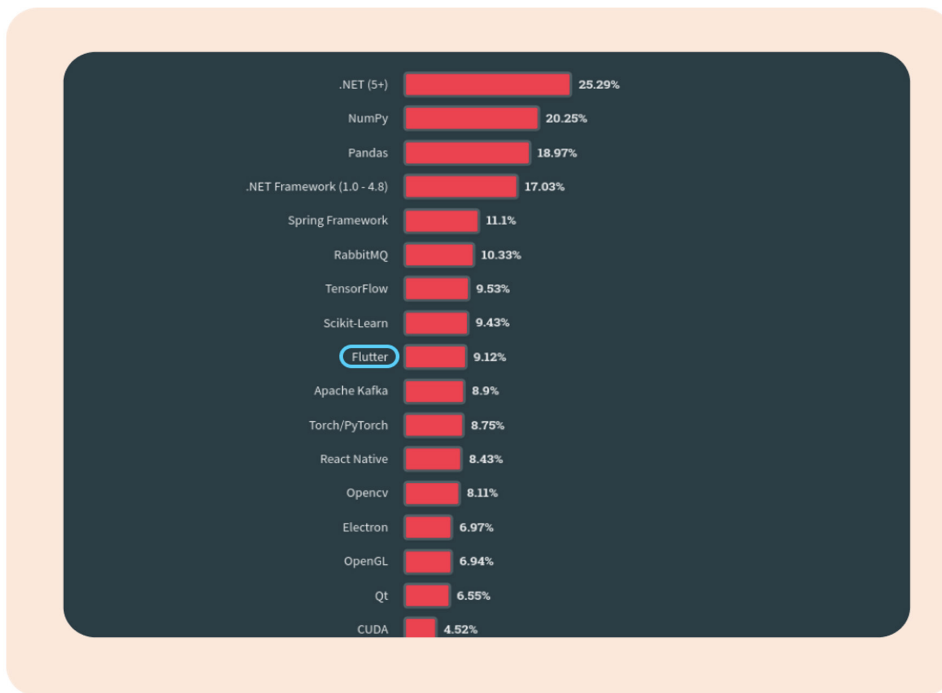 .NET (5+) 25.29%
NumPy 20.25%
Pandas 18.97%
.NET Framework (1.0 - 4.8) 17.03%
Spring Framework 11.1%
RabbitMQ 10.33%
TensorFlow 9.53%
Scikit-Learn 9.43%
Flutter 9.12%
Apache Kafka 8.9%
Torch/PyTorch 8.75%
React Native 8.43%
Opencv 8.11%
Electron 6.97%
OpenGL 6.94%
Qt 6.55%
CUDA 4.52%